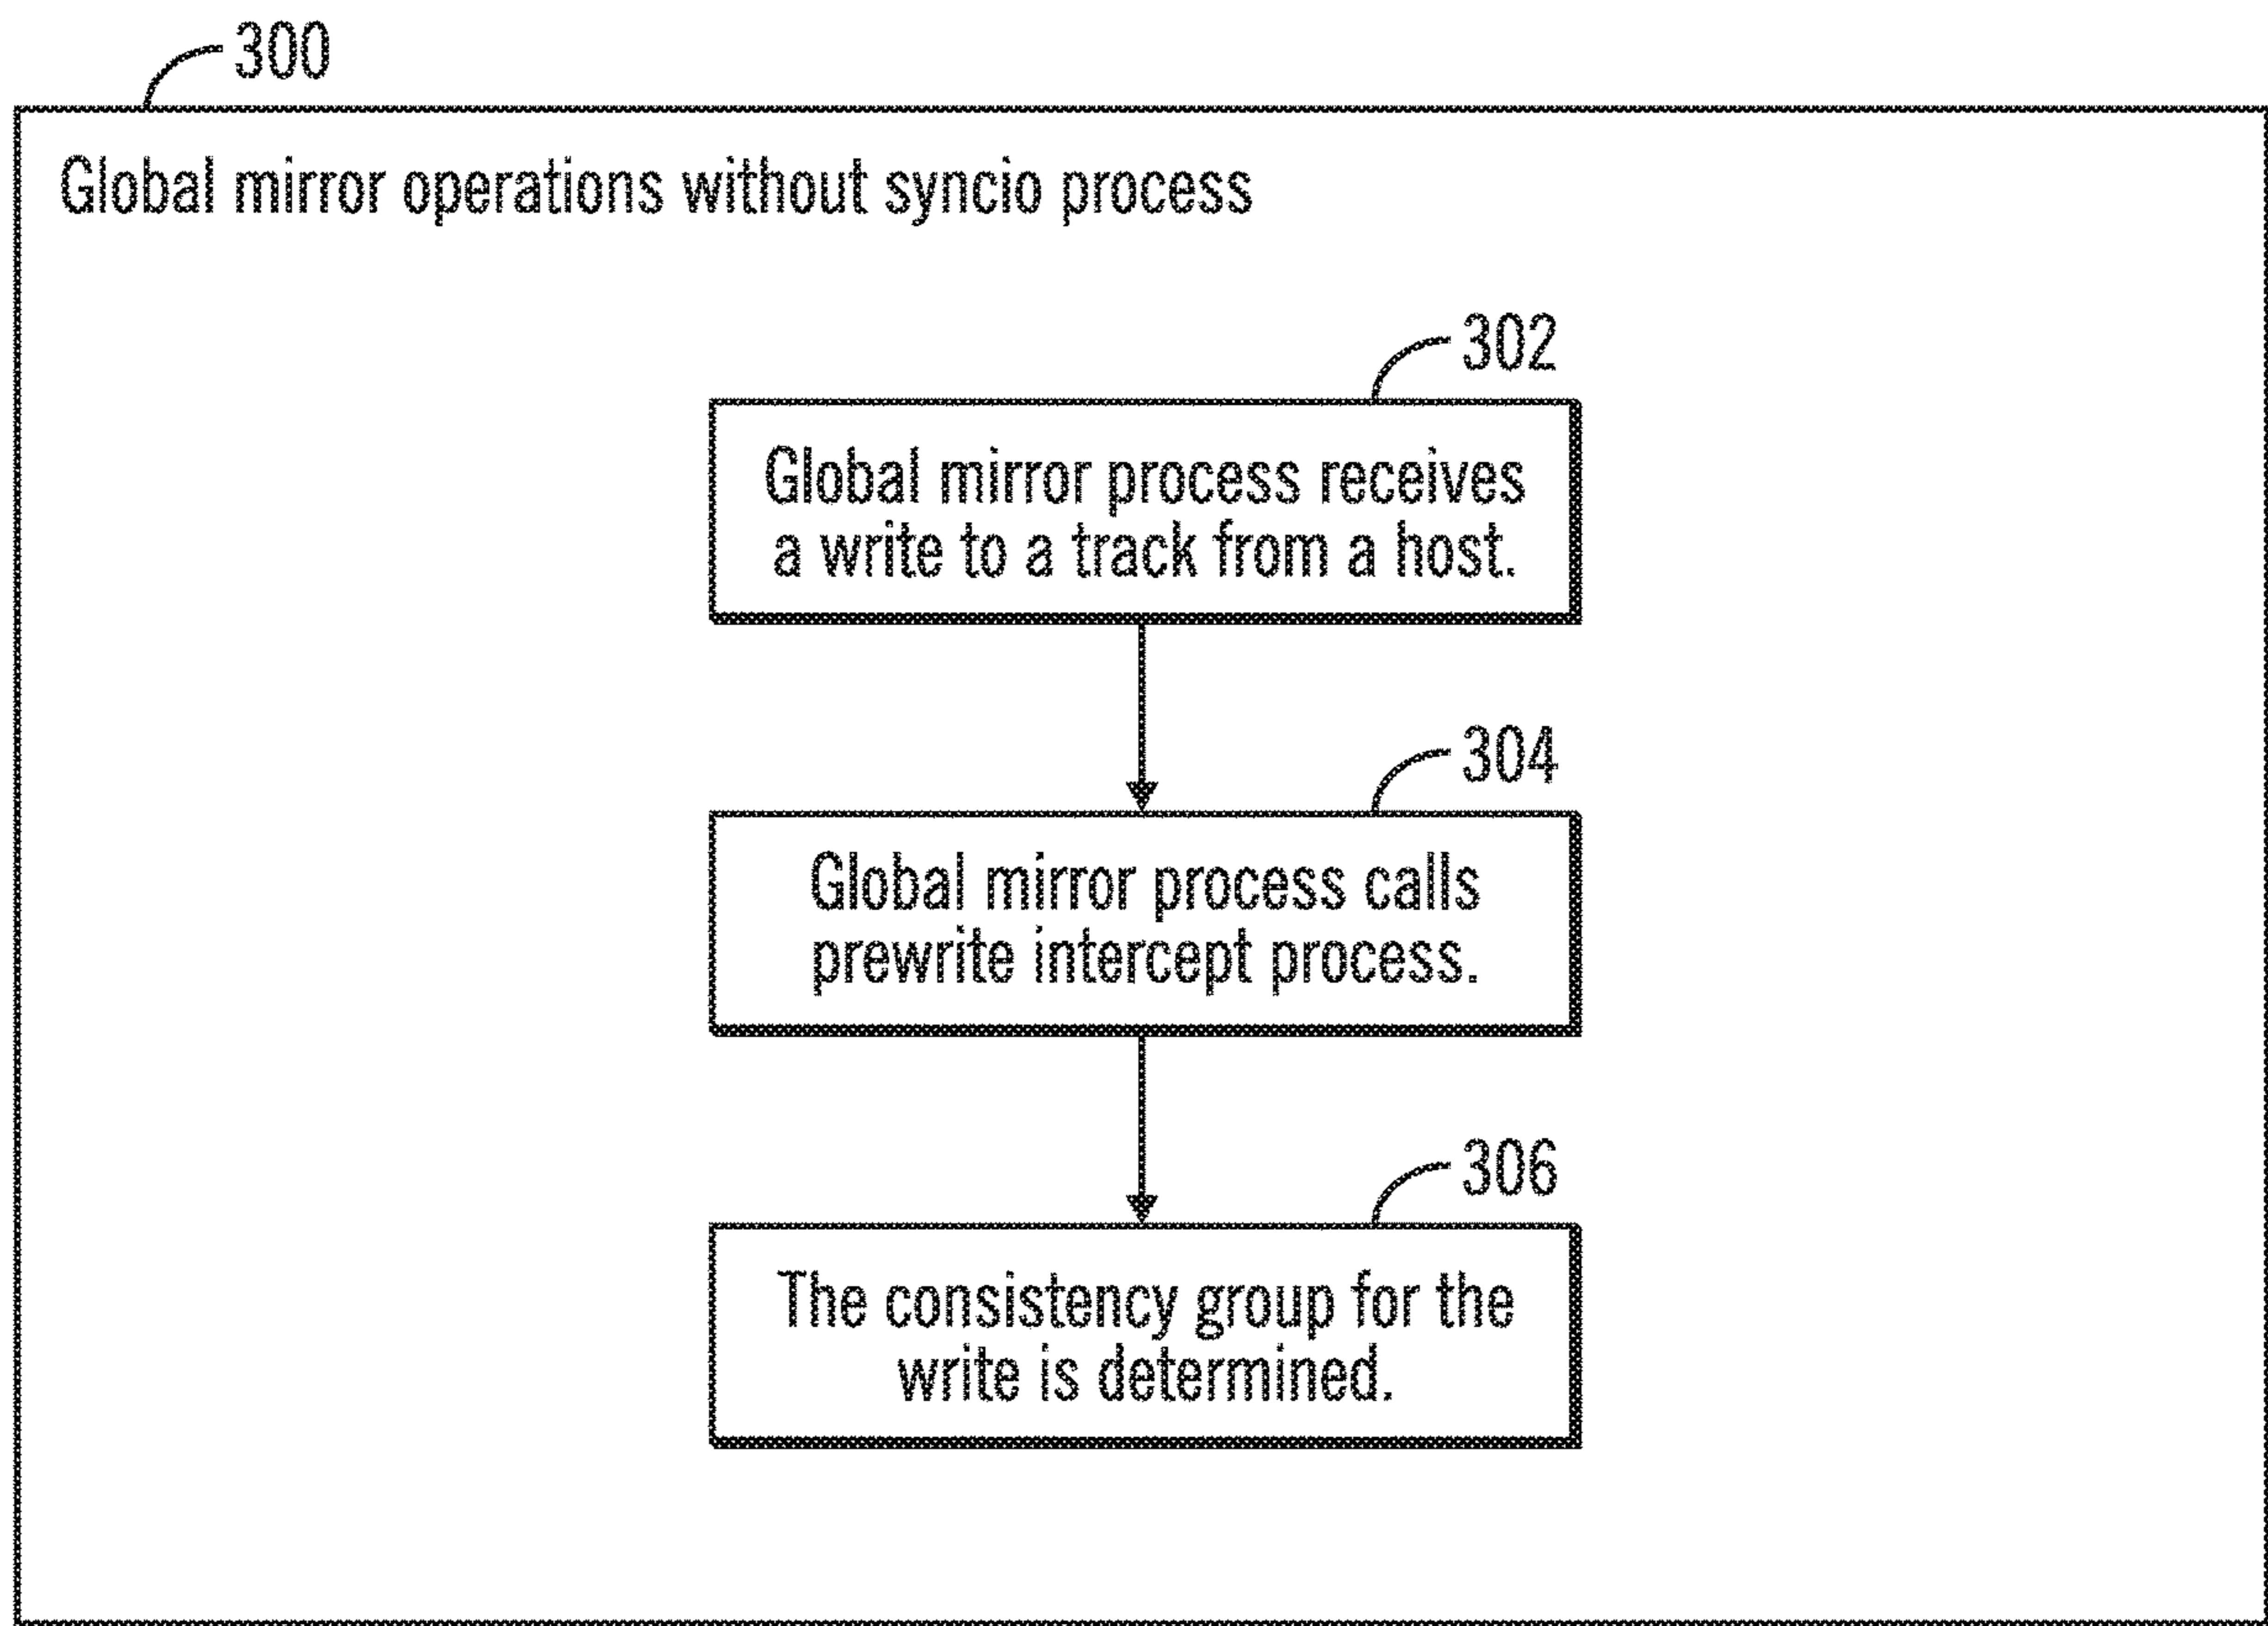 300
Global mirror operations without syncio process
302
Global mirror process receives
a write to a track from a host.
304
Global mirror process calls
prewrite intercept process.
306
The consistency group for the
write is determined.